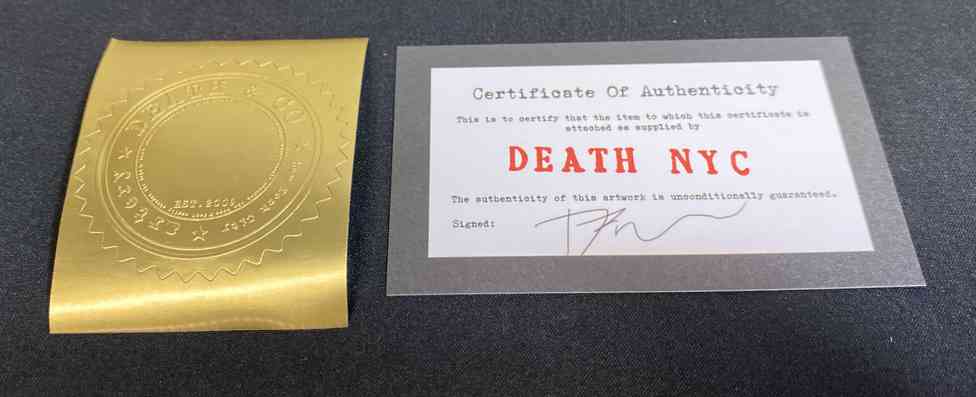 & CO
EST. 2009
Certificate Of Authenticity
This is to certify that the item to which this certificate is
attached as supplied by
DEATH NYC
The authenticity of this artwork is unconditionally guaranteed.
Signed: